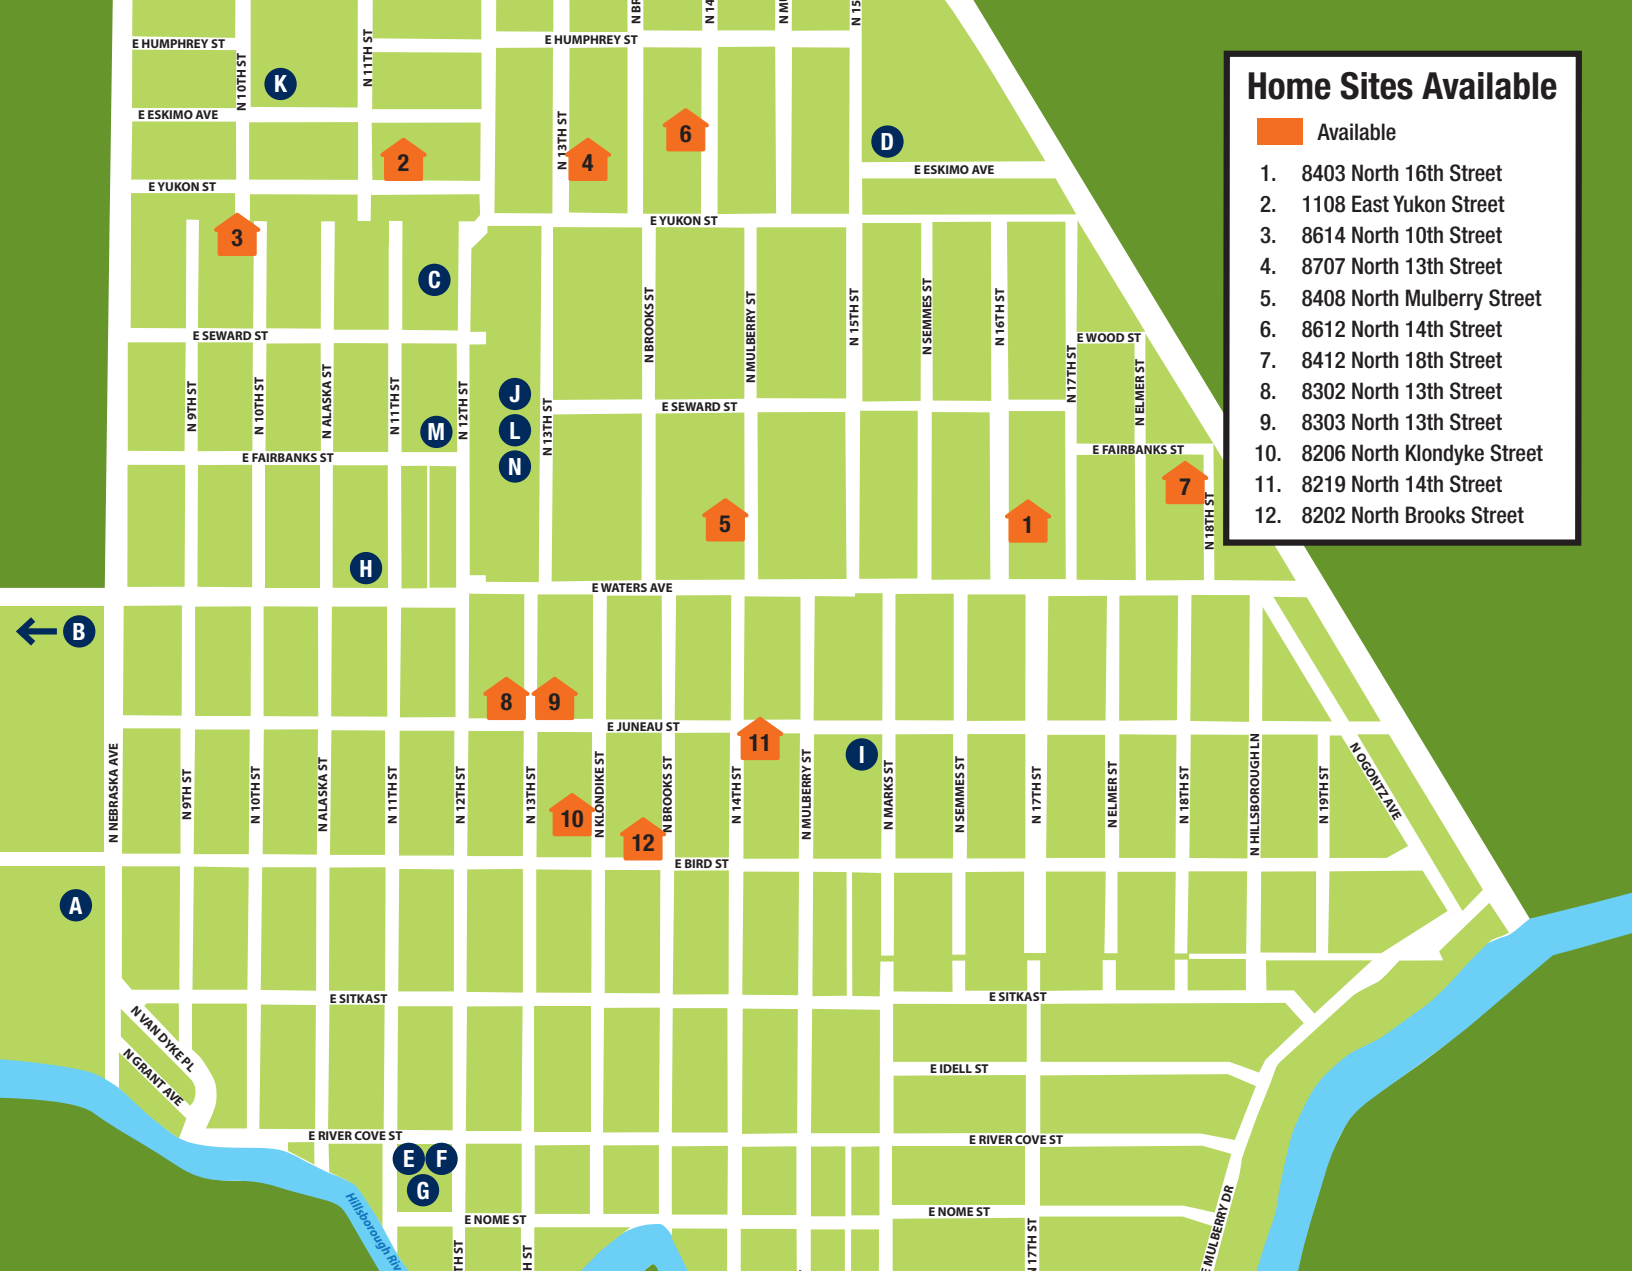 N BR
N 14
N MU
N 15
E HUMPHREY ST
E HUMPHREY ST
N 10TH ST
N 11TH ST
K
E ESKIMO AVE
N 13TH ST
6
D
2
4
E ESKIMO AVE
E YUKON ST
E YUKON ST
3
C
N BROOKS ST
N MULBERRY ST
N 15TH ST
N SEMMES ST
N 16TH ST
E SEWARD ST
E WOOD ST
N 9TH ST
N 10TH ST
N ALASKA ST
N 11TH ST
N 12TH ST
N 13TH ST
N 17TH ST
N ELMER ST
J
E SEWARD ST
M
L
E FAIRBANKS ST
E FAIRBANKS ST
N
7
N 18TH ST
5
1
H
E WATERS AVE
B
8
9
E JUNEAU ST
11
I
N NEBRASKA AVE
N 9TH ST
N 10TH ST
N ALASKA ST
N 11TH ST
N 12TH ST
N 13TH ST
N KLONDIKE ST
N BROOKS ST
N 14TH ST
N MULBERRY ST
N MARKS ST
N SEMMES ST
N 17TH ST
N ELMER ST
N 18TH ST
N HILLSBOROUGH LN
N 19TH ST
N OGONTZ AVE
10
12
E BIRD ST
A
E SITKAST
E SITKAST
N VAN DYKE PL
N GRANT AVE
E IDELL ST
E RIVER COVE ST
E RIVER COVE ST
E
F
G
Hillsborough Riv
E NOME ST
E NOME ST
TH ST
H ST
N 17TH ST
E MULBERRY DR
Home Sites Available
Available
1. 8403 North 16th Street
2. 1108 East Yukon Street
3. 8614 North 10th Street
4. 8707 North 13th Street
5. 8408 North Mulberry Street
6. 8612 North 14th Street
7. 8412 North 18th Street
8. 8302 North 13th Street
9. 8303 North 13th Street
10. 8206 North Klondyke Street
11. 8219 North 14th Street
12. 8202 North Brooks Street